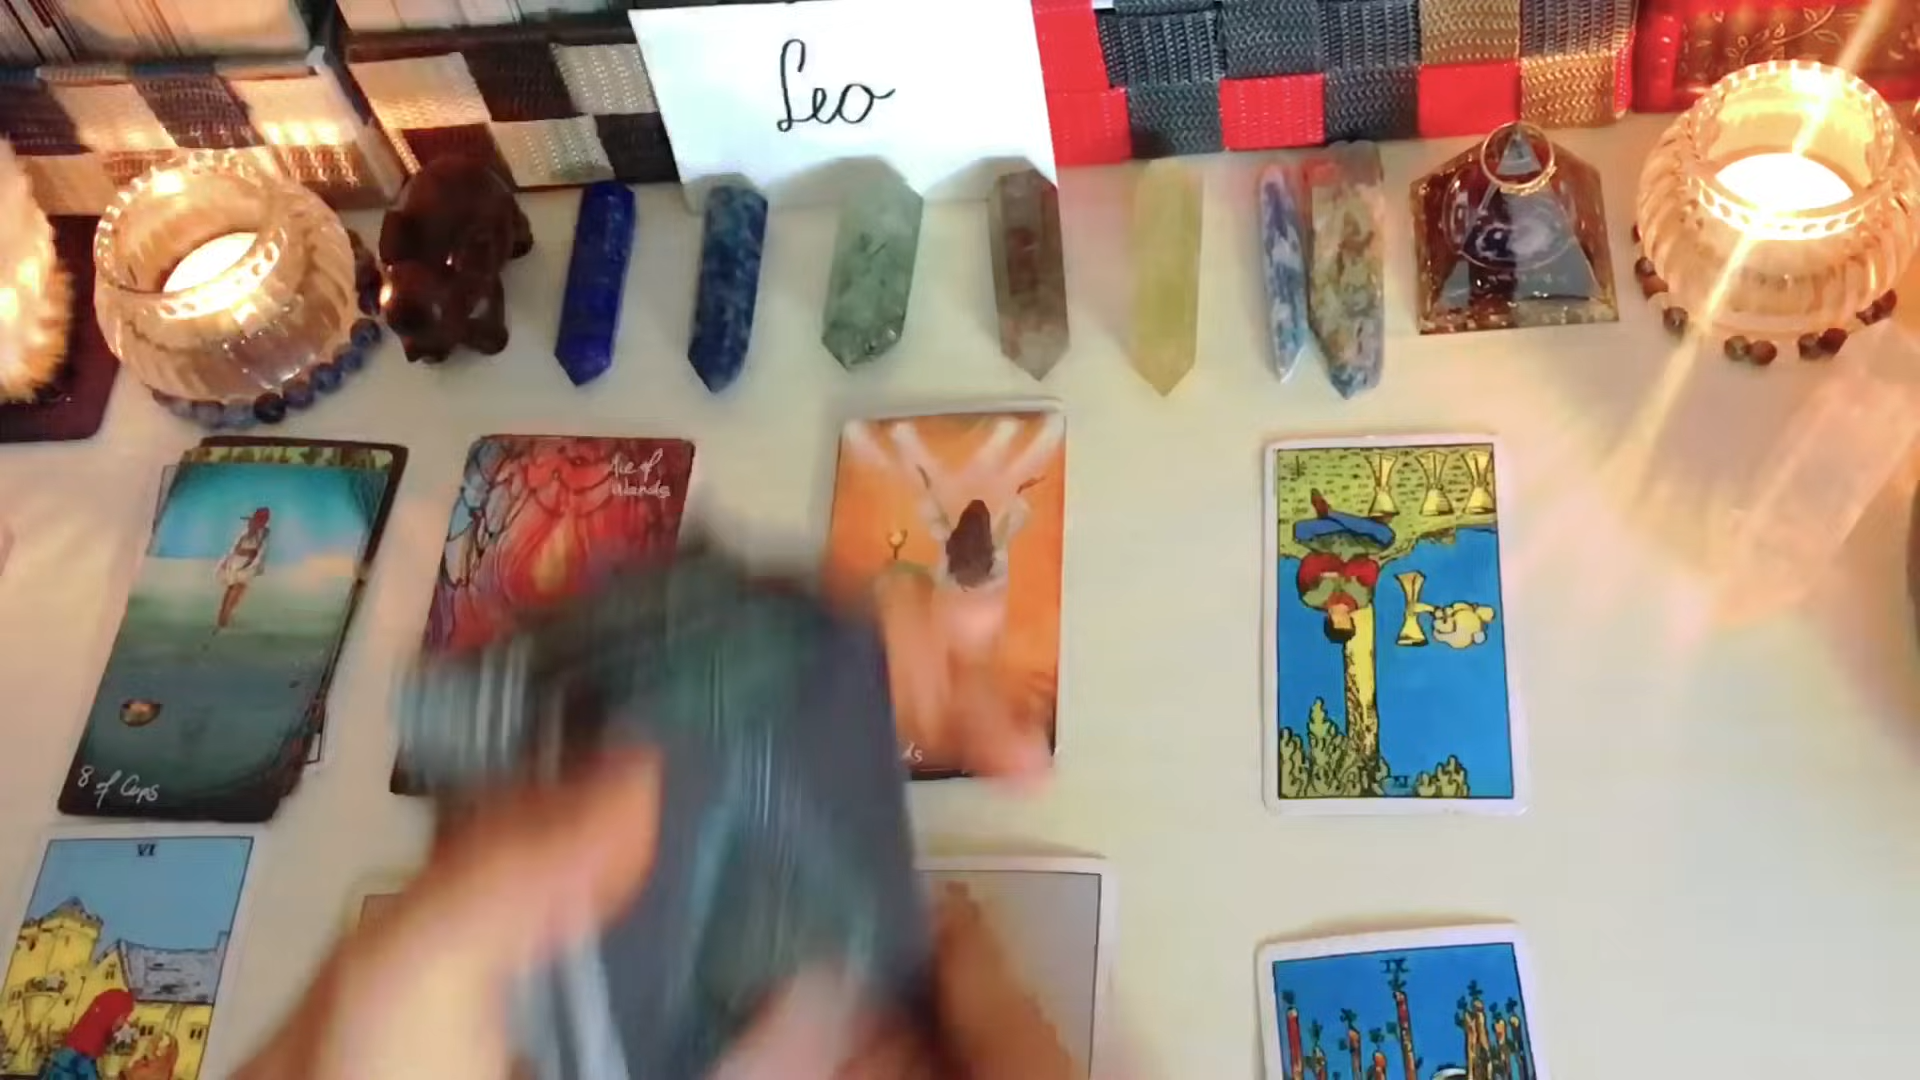 Leo
Ace of
Wands
8 of Cups
VI
IX